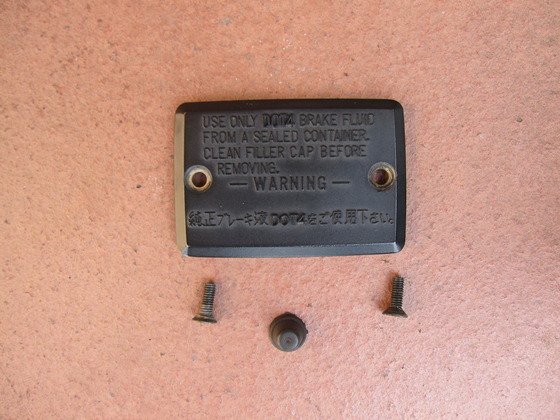 USE ONLY DOT4 BRAKE FLUID
FROM A SEALED CONTAINER.
CLEAN FILLER CAP BEFORE
REMOVING.
— WARNING —
純正ブレーキ液DOT4をご使用下さい。